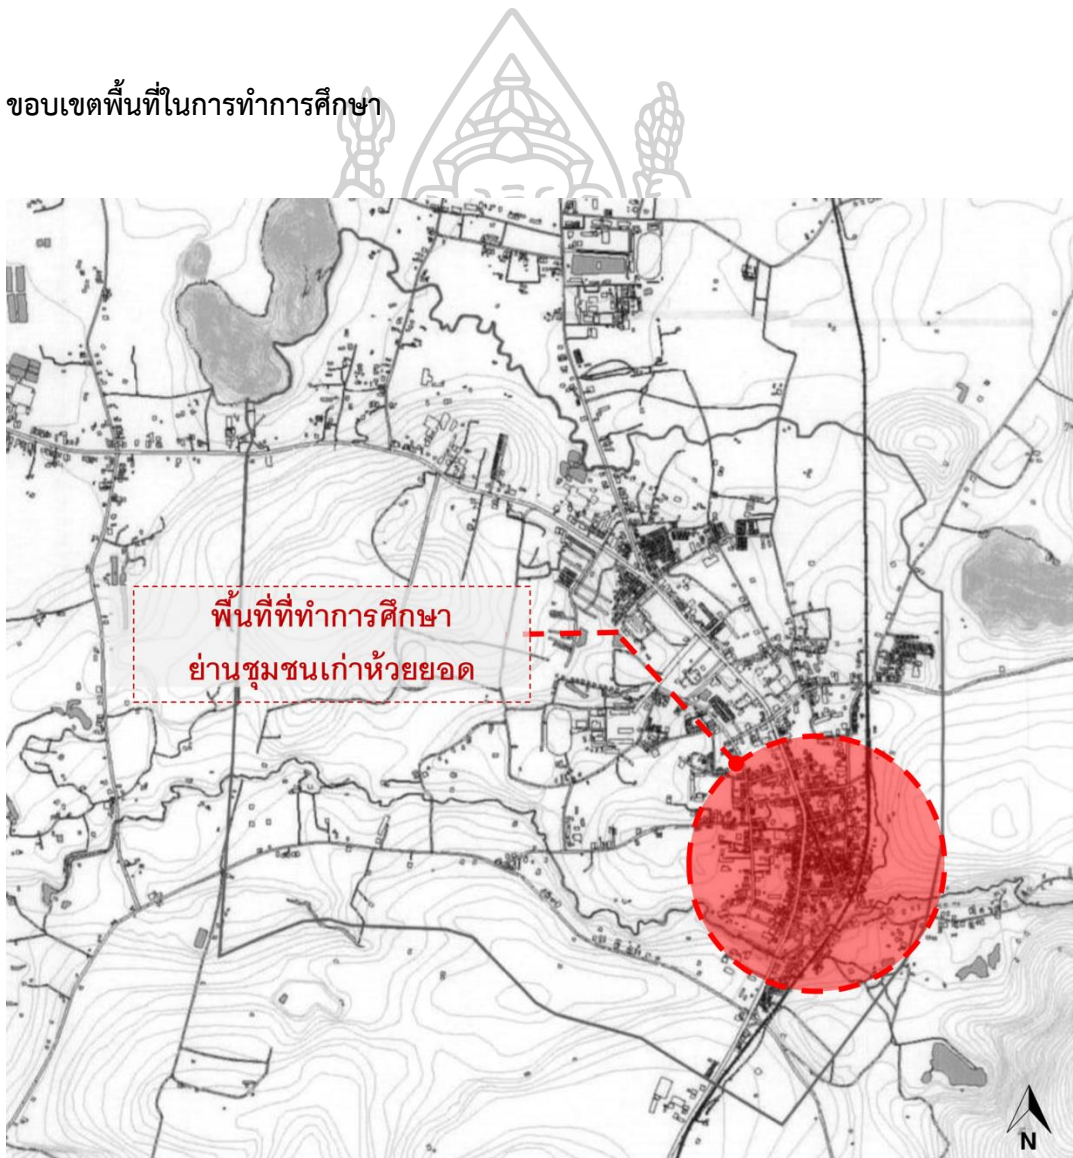 ขอบเขตพื้นที่ในการทำการศึกษา
พื้นที่ที่ทำการศึกษา
ย่านชุมชนเก่าห้วยยอด
N